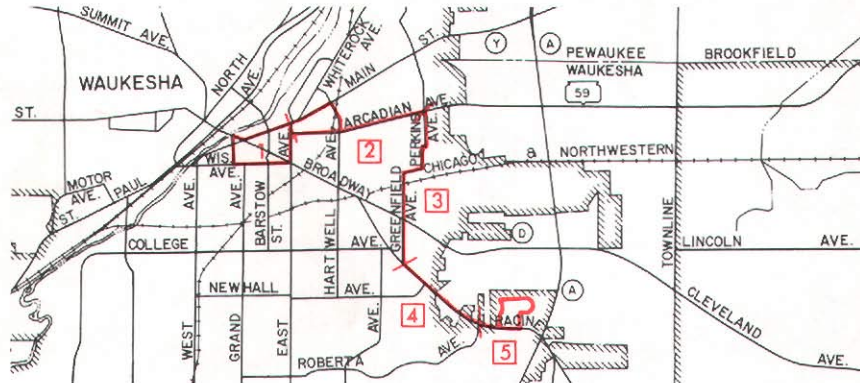 SUMMIT AVE.
WAUKESHA
NORTH AVE.
WHITEROCK AVE.
MAIN ST.
Y
A
PEWAUKEE
WAUKESHA
BROOKFIELD
59
ST.
ARCADIAN AVE.
WIS. AVE.
1
AVE.
2
PERKINS AVE.
BROADWAY
CHICAGO & NORTHWESTERN
MOTOR AVE.
ST. PAUL
AVE.
AVE.
BARSTOW ST.
AVE.
GREENFIELD AVE.
3
D
TOWNLINE
COLLEGE AVE.
LINCOLN AVE.
HARTWELL
NEWHALL AVE.
A
CLEVELAND AVE.
WEST
GRAND
EAST
AVE.
4
RACINE AVE.
5
ROBERTA